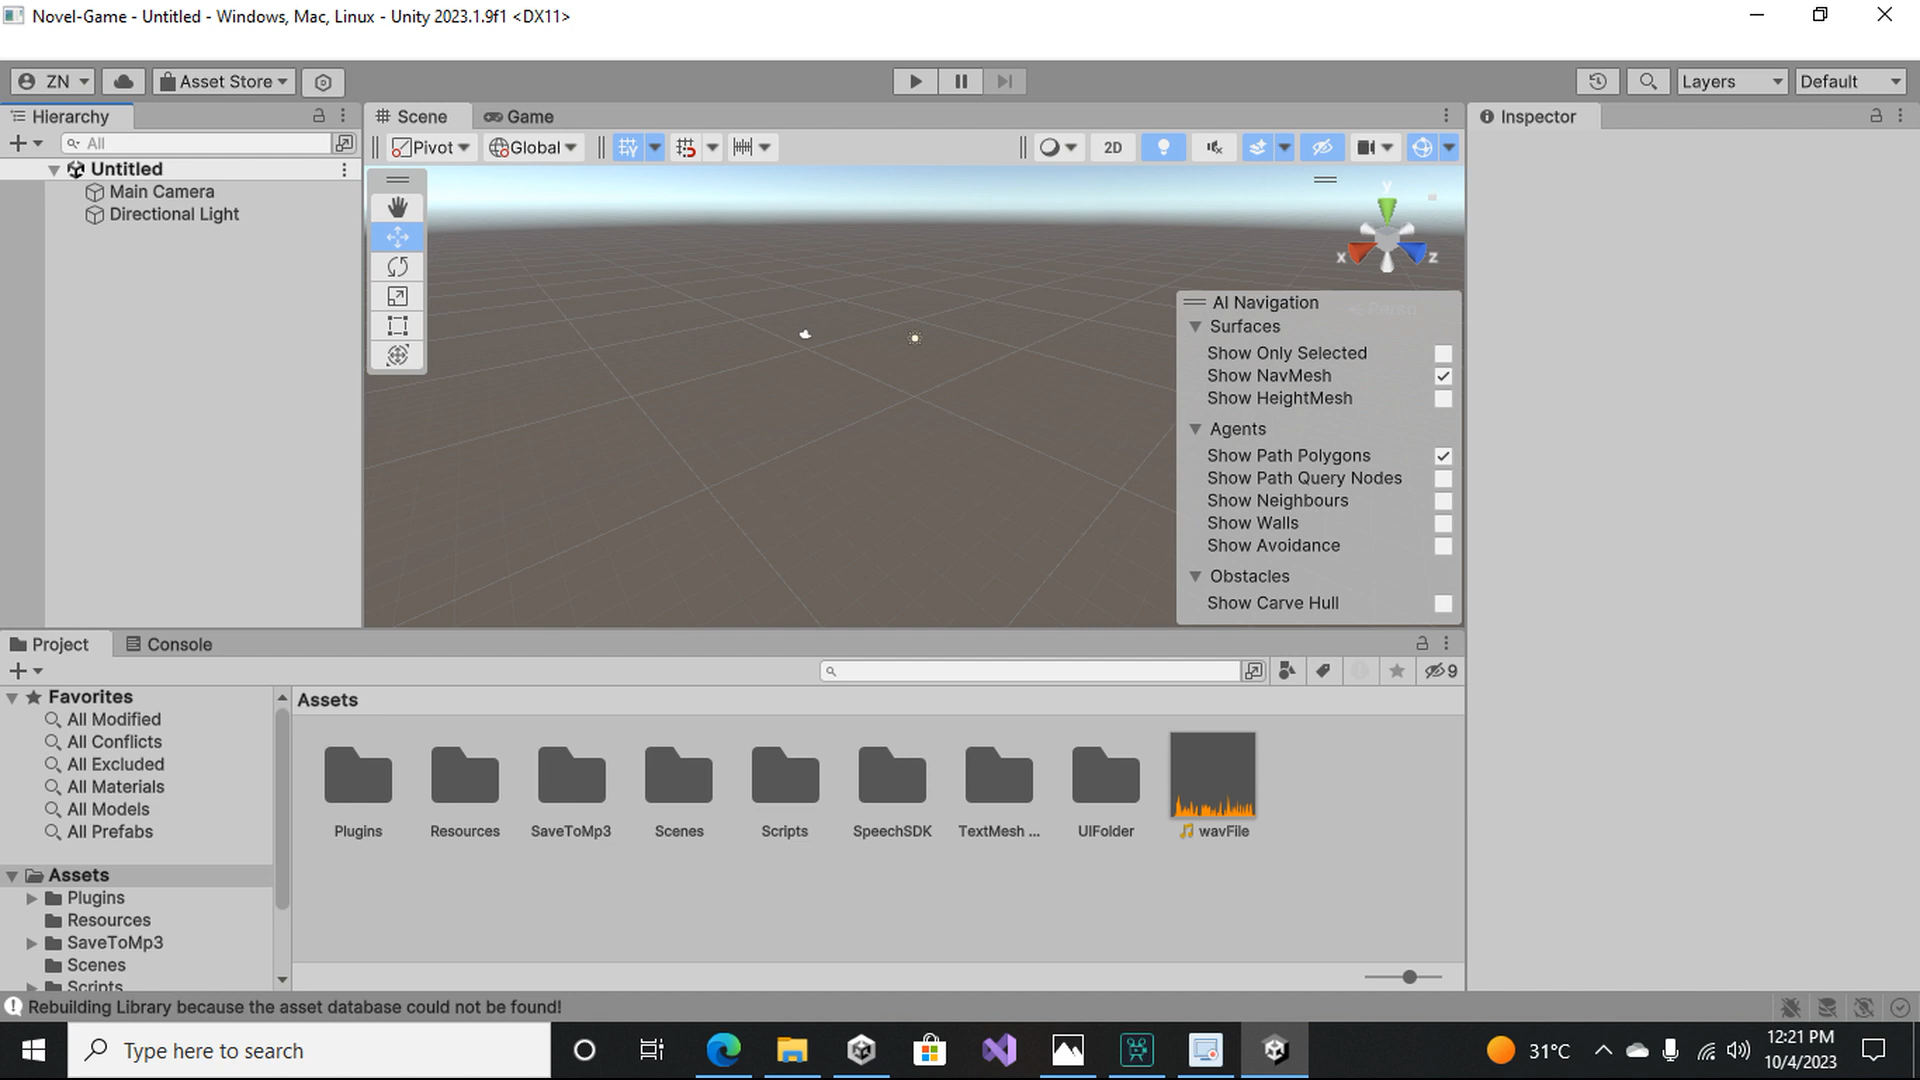 Novel-Game - Untitled - Windows, Mac, Linux - Unity 2023.1.9f1 <DX11>
ZN
Asset Store
Layers
Default
Hierarchy
Scene
Game
Inspector
All
Pivot
Global
2D
Untitled
Main Camera
Directional Light
y
x
z
Persp
AI Navigation
Surfaces
Show Only Selected
Show NavMesh
Show HeightMesh
Agents
Show Path Polygons
Show Path Query Nodes
Show Neighbours
Show Walls
Show Avoidance
Obstacles
Show Carve Hull
Project
Console
9
Favorites
All Modified
All Conflicts
All Excluded
All Materials
All Models
All Prefabs
Assets
Plugins
Resources
SaveToMp3
Scenes
Scripts
Assets
Plugins
Resources
SaveToMp3
Scenes
Scripts
SpeechSDK
TextMesh ...
UIFolder
wavFile
Rebuilding Library because the asset database could not be found!
Type here to search
31°C
12:21 PM
10/4/2023